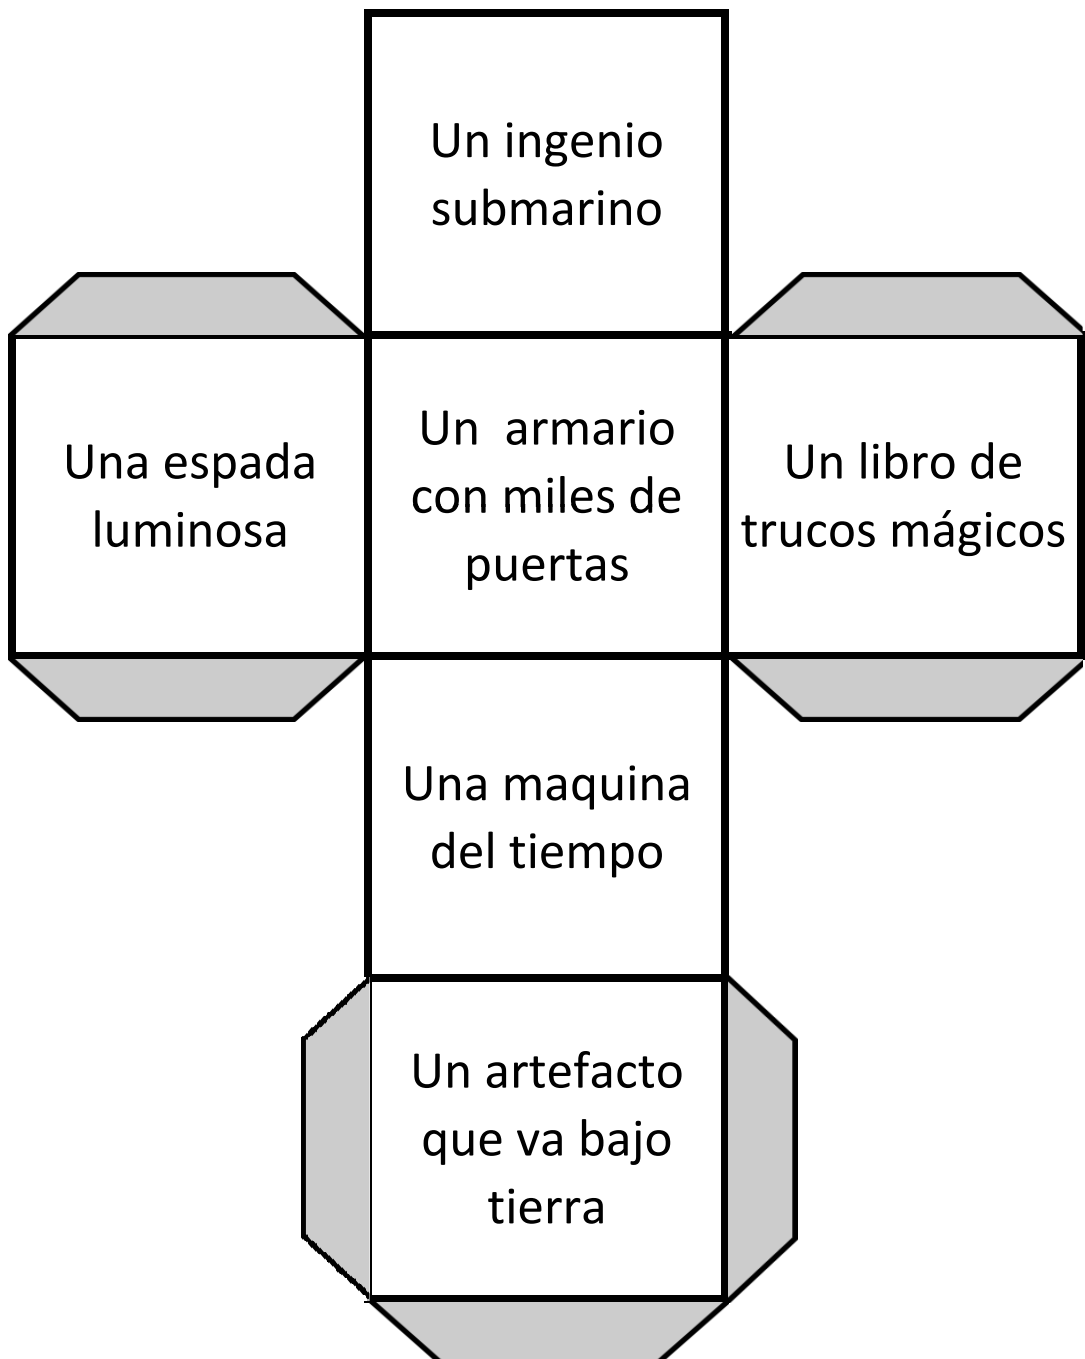 Un ingenio
submarino
Una espada
luminosa
Un  armario
con miles de
puertas
Un libro de
trucos mágicos
Una maquina
del tiempo
Un artefacto
que va bajo
tierra